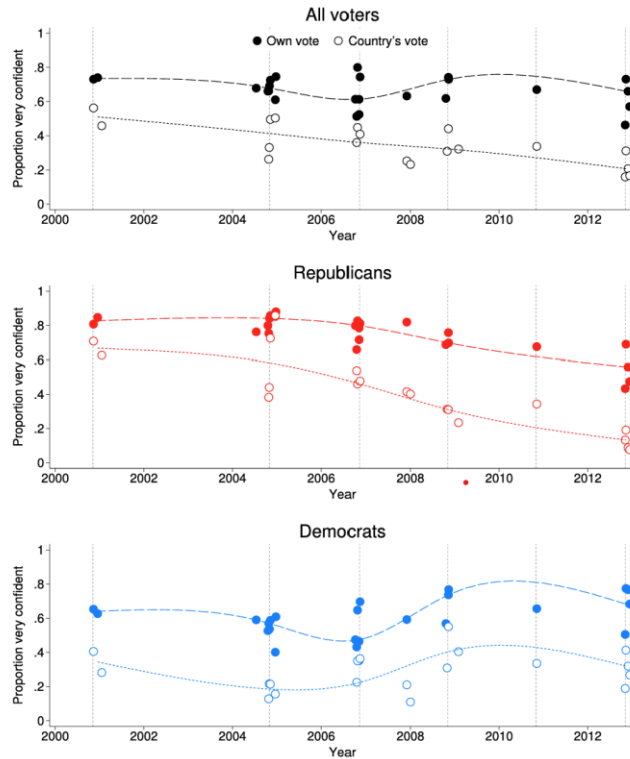 All voters
Own vote
Country's vote
Proportion very confident
1
.8
.6
.4
.2
0
2000 2002 2004 2006 2008 2010 2012
Year
Republicans
Proportion very confident
1
.8
.6
.4
.2
0
2000 2002 2004 2006 2008 2010 2012
Year
Democrats
Proportion very confident
1
.8
.6
.4
.2
0
2000 2002 2004 2006 2008 2010 2012
Year